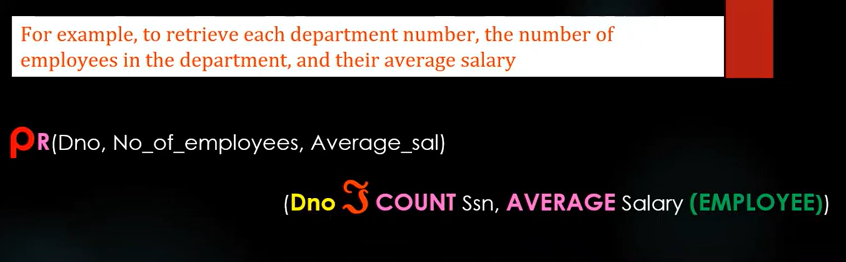 For example, to retrieve each department number, the number of
employees in the department, and their average salary
ρR(Dno, No_of_employees, Average_sal)
(Dno ℑ COUNT Ssn, AVERAGE Salary (EMPLOYEE))